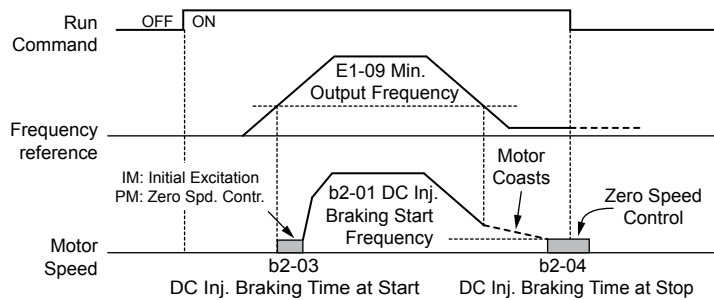 Run
Command
OFF
ON
E1-09 Min.
Output Frequency
Frequency
reference
IM: Initial Excitation
PM: Zero Spd. Contr.
b2-01 DC Inj.
Braking Start
Frequency
Motor
Coasts
Zero Speed
Control
Motor
Speed
b2-03
DC Inj. Braking Time at Start
b2-04
DC Inj. Braking Time at Stop